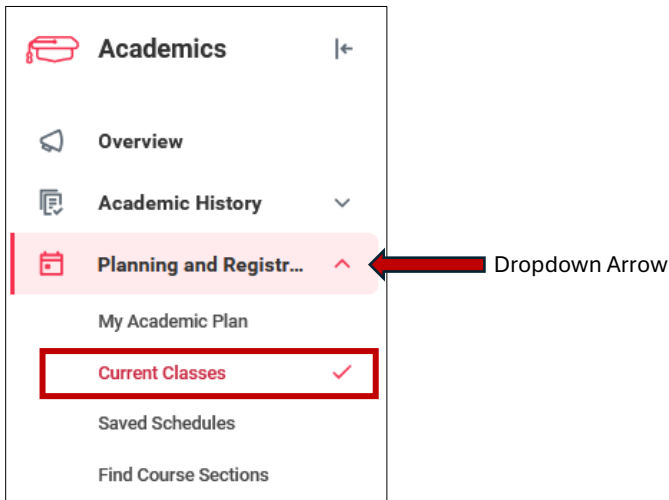 Academics
Overview
Academic History
Planning and Registr...
Dropdown Arrow
My Academic Plan
Current Classes
Saved Schedules
Find Course Sections